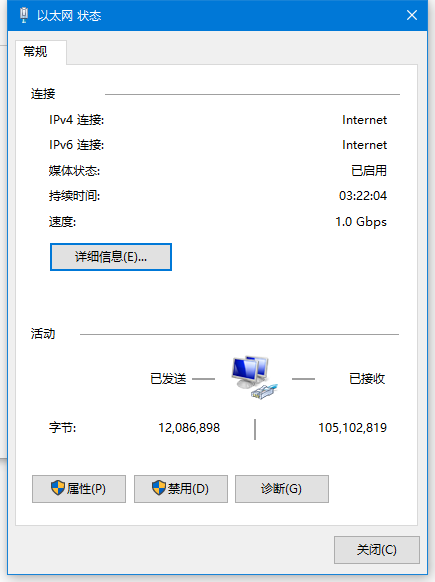 以太网 状态
常规
连接
IPv4 连接: Internet
IPv6 连接: Internet
媒体状态: 已启用
持续时间: 03:22:04
速度: 1.0 Gbps
详细信息(E)...
活动
已发送 已接收
字节: 12,086,898 105,102,819
属性(P) 禁用(D) 诊断(G)
关闭(C)